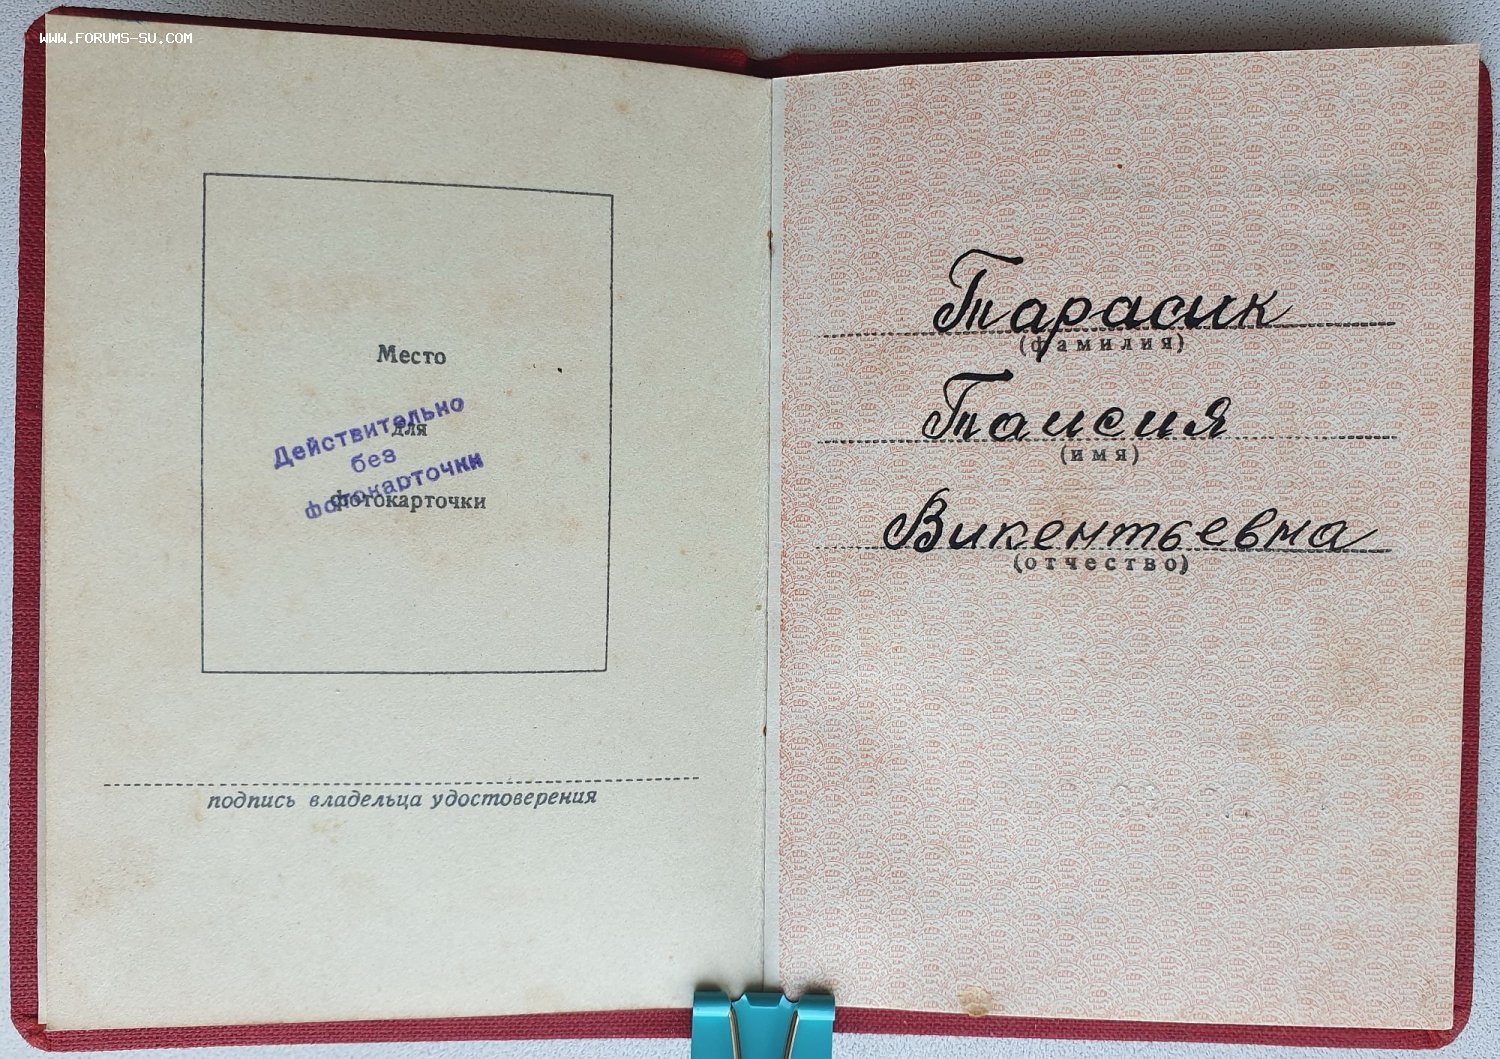 WWW.FORUMS-SU.COM
Место
для
фотокарточки
Действительно
без
фотокарточки
подпись владельца удостоверения
Тарасик
(фамилия)
Таисия
(имя)
Викентьевна
(отчество)